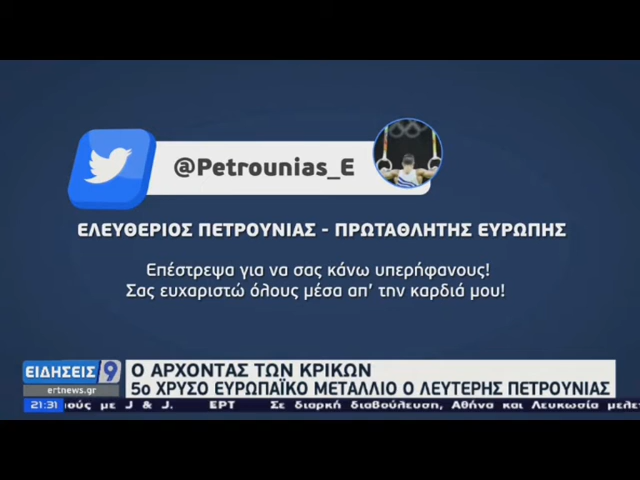 @Petrounias_E
ΕΛΕΥΘΕΡΙΟΣ ΠΕΤΡΟΥΝΙΑΣ - ΠΡΩΤΑΘΛΗΤΗΣ ΕΥΡΩΠΗΣ
Επέστρεψα για να σας κάνω υπερήφανους!
Σας ευχαριστώ όλους μέσα απ’ την καρδιά μου!
ΕΙΔΗΣΕΙΣ 9
ertnews.gr
Ο ΑΡΧΟΝΤΑΣ ΤΩΝ ΚΡΙΚΩΝ
5ο ΧΡΥΣΟ ΕΥΡΩΠΑΪΚΟ ΜΕΤΑΛΛΙΟ Ο ΛΕΥΤΕΡΗΣ ΠΕΤΡΟΥΝΙΑΣ
21:31 με J & J. ΕΡΤ Σε διαρκή διαβούλευση, Αθήνα και Λευκωσία